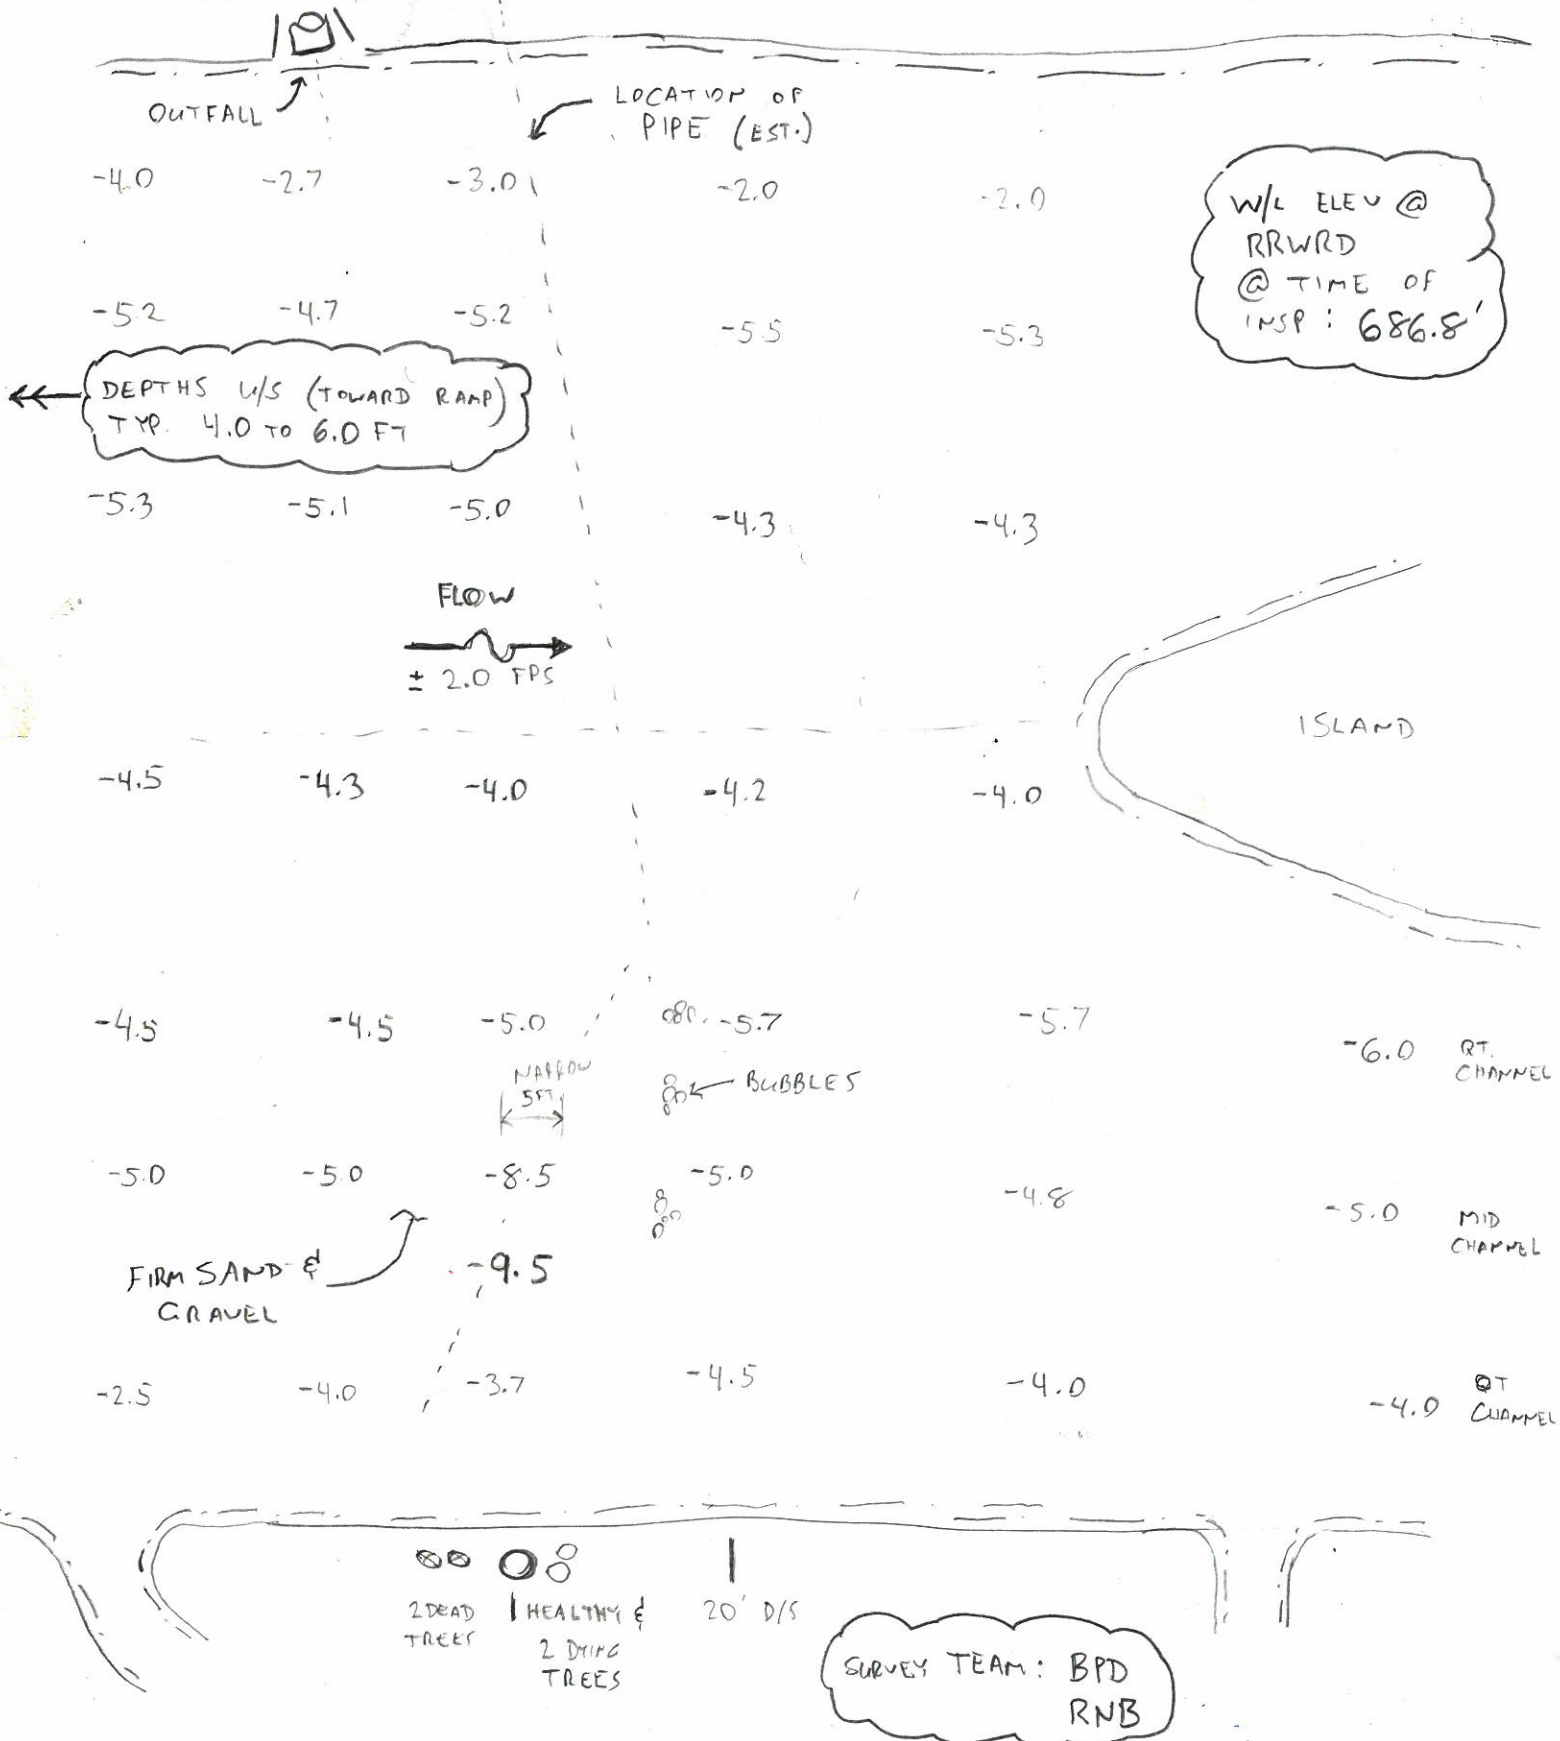 OUTFALL
LOCATION OF
PIPE (EST.)
-4.0 -2.7 -3.0 -2.0 -2.0
W/L ELEV @
RRWRD
@ TIME OF
INSP: 686.8'
-5.2 -4.7 -5.2 -5.5 -5.3
DEPTHS U/S (TOWARD RAMP)
TYP. 4.0 TO 6.0 FT
-5.3 -5.1 -5.0 -4.3 -4.3
FLOW
± 2.0 FPS
ISLAND
-4.5 -4.3 -4.0 -4.2 -4.0
-4.5 -4.5 -5.0 -5.7 -5.7 -6.0 QT.
CHANNEL
NARROW
5FT
BUBBLES
-5.0 -5.0 -8.5 -5.0 -4.8 -5.0 MID
CHANNEL
-9.5
FIRM SAND &
GRAVEL
-2.5 -4.0 -3.7 -4.5 -4.0 -4.0 QT
CHANNEL
2 DEAD
TREES
1 HEALTHY &
2 DYING
TREES
20' D/S
SURVEY TEAM: BPD
RNB